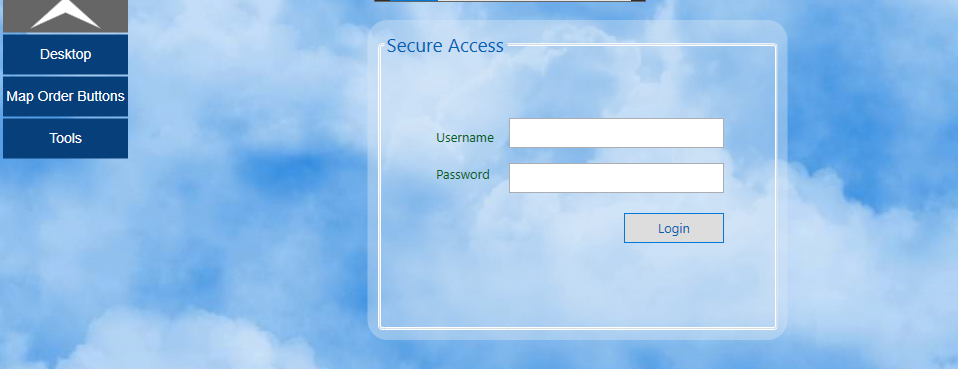 Desktop
Map Order Buttons
Tools
Secure Access
Username
Password
Login